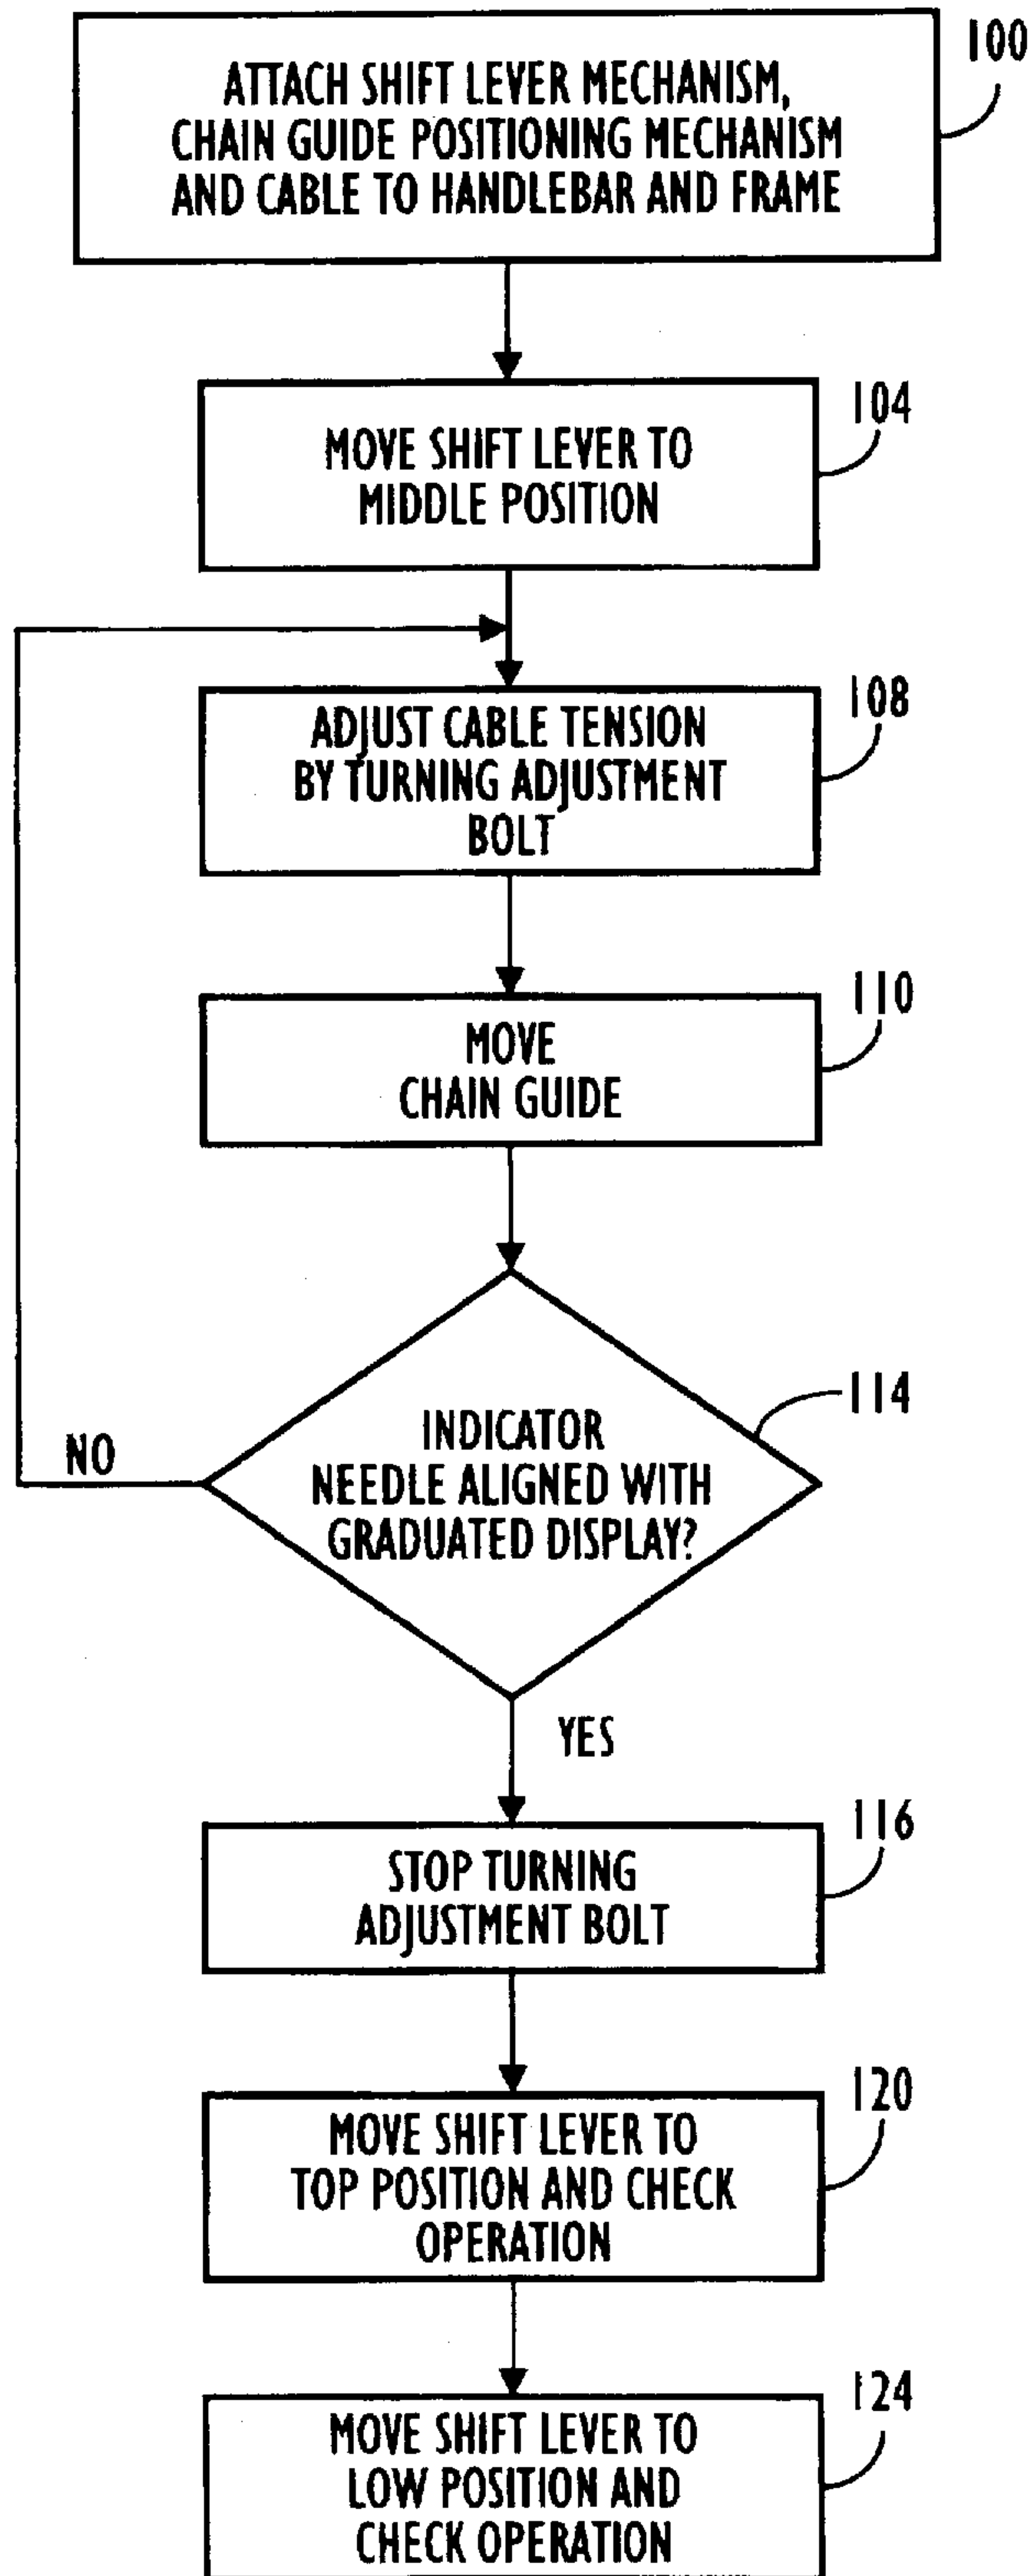 100
ATTACH SHIFT LEVER MECHANISM,
CHAIN GUIDE POSITIONING MECHANISM
AND CABLE TO HANDLEBAR AND FRAME
104
MOVE SHIFT LEVER TO
MIDDLE POSITION
108
ADJUST CABLE TENSION
BY TURNING ADJUSTMENT
BOLT
110
MOVE
CHAIN GUIDE
114
INDICATOR
NEEDLE ALIGNED WITH
GRADUATED DISPLAY?
NO
YES
116
STOP TURNING
ADJUSTMENT BOLT
120
MOVE SHIFT LEVER TO
TOP POSITION AND CHECK
OPERATION
124
MOVE SHIFT LEVER TO
LOW POSITION AND
CHECK OPERATION